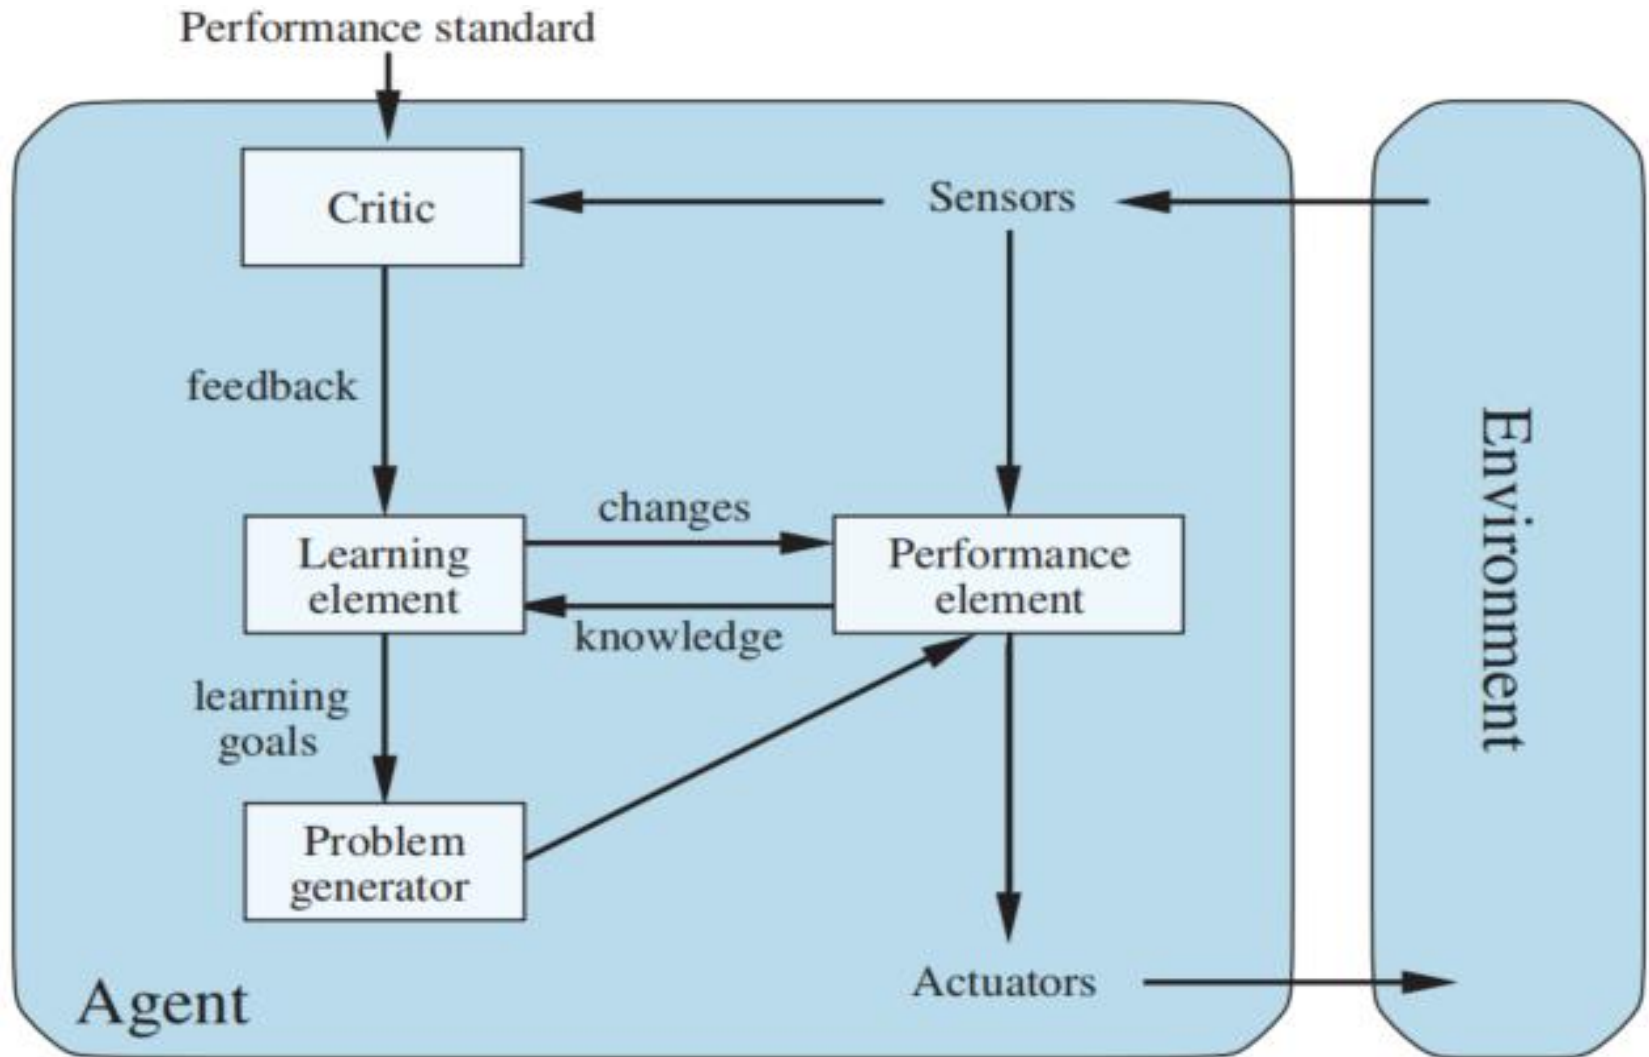 Performance standard
Critic
Sensors
feedback
changes
Learning
element
Performance
element
knowledge
learning
goals
Problem
generator
Agent
Actuators
Environment